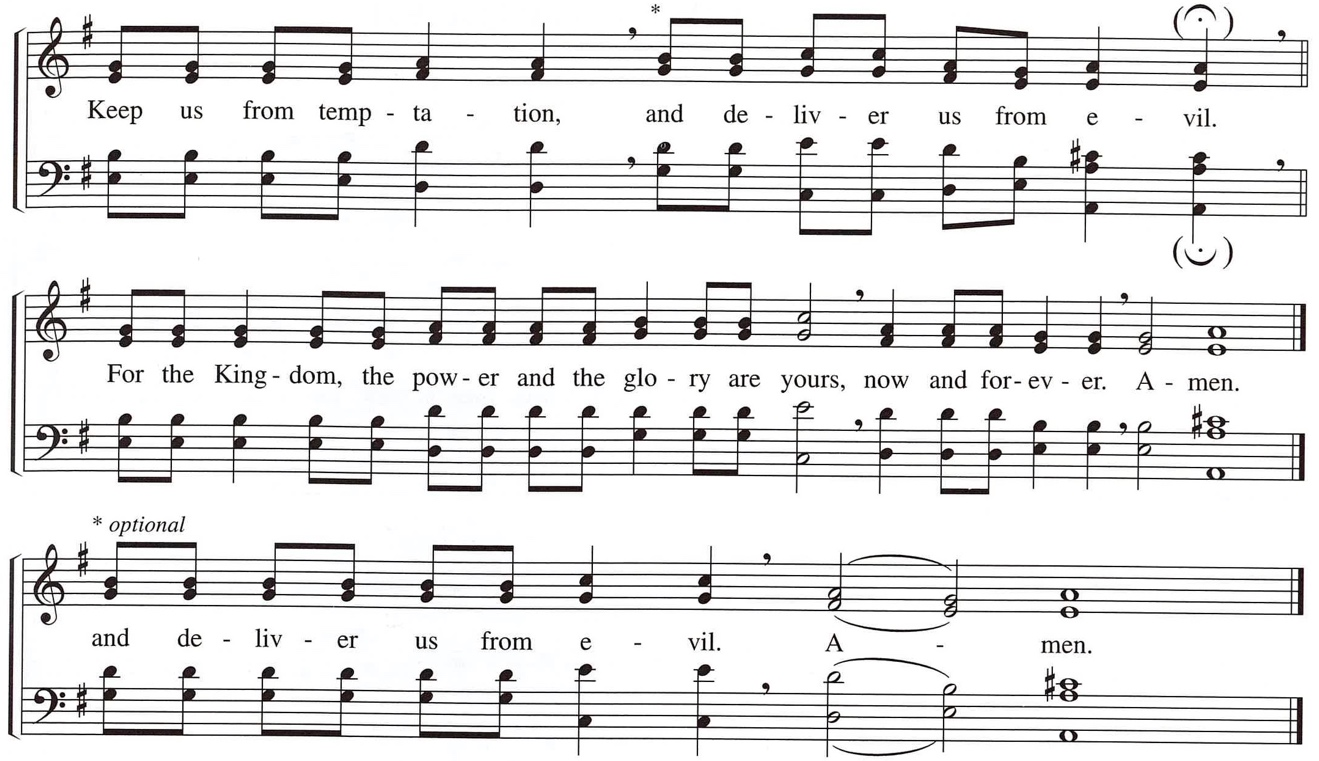 *
Keep us from temp - ta - tion, and de - liv - er us from e - vil.
For the King - dom, the pow - er and the glo - ry are yours, now and for - ev - er. A - men.
* optional
and de - liv - er us from e - vil. A - men.